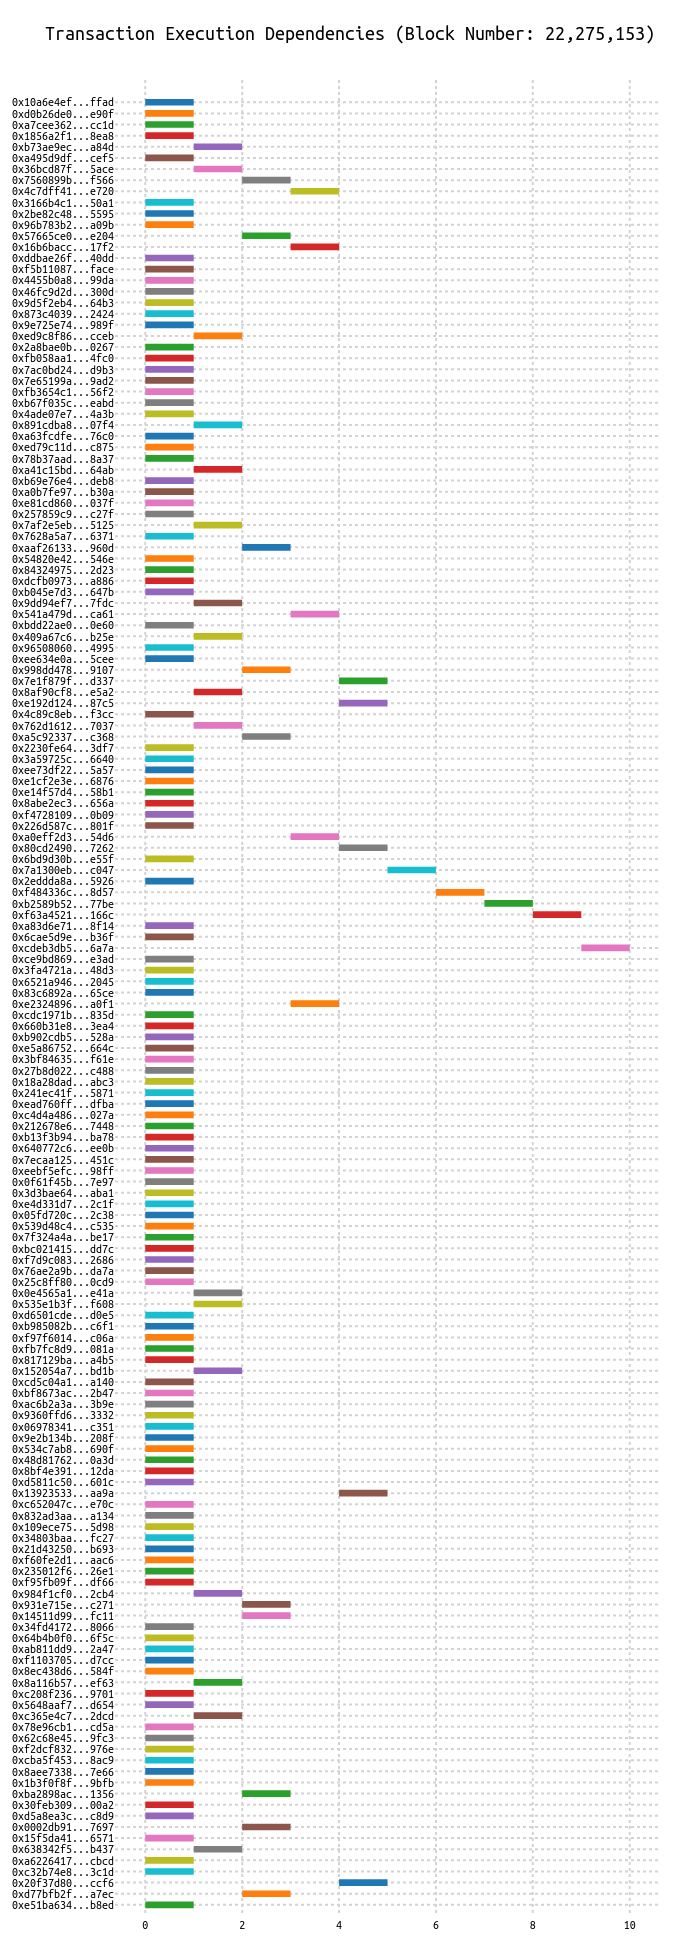 Transaction Execution Dependencies (Block Number: 22,275,153)
0x10a6e4ef...ffad
0xd0b26de0...e90f
0xa7cee362...cc1d
0x1856a2f1...8ea8
0xb73ae9ec...a84d
0xa495d9df...cef5
0x36bcd87f...5ace
0x7560899b...f566
0x4c7dff41...e720
0x3166b4c1...50a1
0x2be82c48...5595
0x96b783b2...a09b
0x57665ce0...e204
0x16b6bacc...17f2
0xddbae26f...40dd
0xf5b11087...face
0x4455b0a8...99da
0x46fc9d2d...300d
0x9d5f2eb4...64b3
0x873c4039...2424
0x9e725e74...989f
0xed9c8f86...cceb
0x2a8bae0b...0267
0xfb058aa1...4fc0
0x7ac0bd24...d9b3
0x7e65199a...9ad2
0xfb3654c1...56f2
0xb67f035c...eabd
0x4ade07e7...4a3b
0x891cdba8...07f4
0xa63fcdfe...76c0
0xed79c11d...c875
0x78b37aad...8a37
0xa41c15bd...64ab
0xb69e76e4...deb8
0xa0b7fe97...b30a
0xe81cd860...037f
0x257859c9...c27f
0x7af2e5eb...5125
0x7628a5a7...6371
0xaaf26133...960d
0x54820e42...546e
0x84324975...2d23
0xdcfb0973...a886
0xb045e7d3...647b
0x9dd94ef7...7fdc
0x541a479d...ca61
0xbdd22ae0...0e60
0x409a67c6...b25e
0x96508060...4995
0xee634e0a...5cee
0x998dd478...9107
0x7e1f879f...d337
0x8af90cf8...e5a2
0xe192d124...87c5
0x4c89c8eb...f3cc
0x762d1612...7037
0xa5c92337...c368
0x2230fe64...3df7
0x3a59725c...6640
0xee73df22...5a57
0xe1cf2e3e...6876
0xe14f57d4...58b1
0x8abe2ec3...656a
0xf4728109...0b09
0x226d587c...801f
0xa0eff2d3...54d6
0x80cd2490...7262
0x6bd9d30b...e55f
0x7a1300eb...c047
0x2eddda8a...5926
0xf484336c...8d57
0xb2589b52...77be
0xf63a4521...166c
0xa83d6e71...8f14
0x6cae5d9e...b36f
0xcdeb3db5...6a7a
0xce9bd869...e3ad
0x3fa4721a...48d3
0x6521a946...2045
0x83c6892a...65ce
0xe2324896...a0f1
0xcdc1971b...835d
0x660b31e8...3ea4
0xb902cdb5...528a
0xe5a86752...664c
0x3bf84635...f61e
0x27b8d022...c488
0x18a28dad...abc3
0x241ec41f...5871
0xead760ff...dfba
0xc4d4a486...027a
0x212678e6...7448
0xb13f3b94...ba78
0x640772c6...ee0b
0x7ecaa125...451c
0xeebf5efc...98ff
0x0f61f45b...7e97
0x3d3bae64...aba1
0xe4d331d7...2c1f
0x05fd720c...2c38
0x539d48c4...c535
0x7f324a4a...be17
0xbc021415...dd7c
0xf7d9c083...2686
0x76ae2a9b...da7a
0x25c8ff80...0cd9
0x0e4565a1...e41a
0x535e1b3f...f608
0xd6501cde...d0e5
0xb985082b...c6f1
0xf97f6014...c06a
0xfb7fc8d9...081a
0x817129ba...a4b5
0x152054a7...bd1b
0xcd5c04a1...a140
0xbf8673ac...2b47
0xac6b2a3a...3b9e
0x9360ffd6...3332
0x06978341...c351
0x9e2b134b...208f
0x534c7ab8...690f
0x48d81762...0a3d
0x8bf4e391...12da
0xd5811c50...601c
0x13923533...aa9a
0xc652047c...e70c
0x832ad3aa...a134
0x109ece75...5d98
0x34803baa...fc27
0x21d43250...b693
0xf60fe2d1...aac6
0x235012f6...26e1
0xf95fb09f...df66
0x984f1cf0...2cb4
0x931e715e...c271
0x14511d99...fc11
0x34fd4172...8066
0x64b4b0f0...6f5c
0xab811dd9...2a47
0xf1103705...d7cc
0x8ec438d6...584f
0x8a116b57...ef63
0xc208f236...9701
0x5648aaf7...d654
0xc365e4c7...2dcd
0x78e96cb1...cd5a
0x62c68e45...9fc3
0xf2dcf832...976e
0xcba5f453...8ac9
0x8aee7338...7e66
0x1b3f0f8f...9bfb
0xba2898ac...1356
0x30feb309...00a2
0xd5a8ea3c...c8d9
0x0002db91...7697
0x15f5da41...6571
0x638342f5...b437
0xa6226417...cbcd
0xc32b74e8...3c1d
0x20f37d80...ccf6
0xd77bfb2f...a7ec
0xe51ba634...b8ed
0 2 4 6 8 10